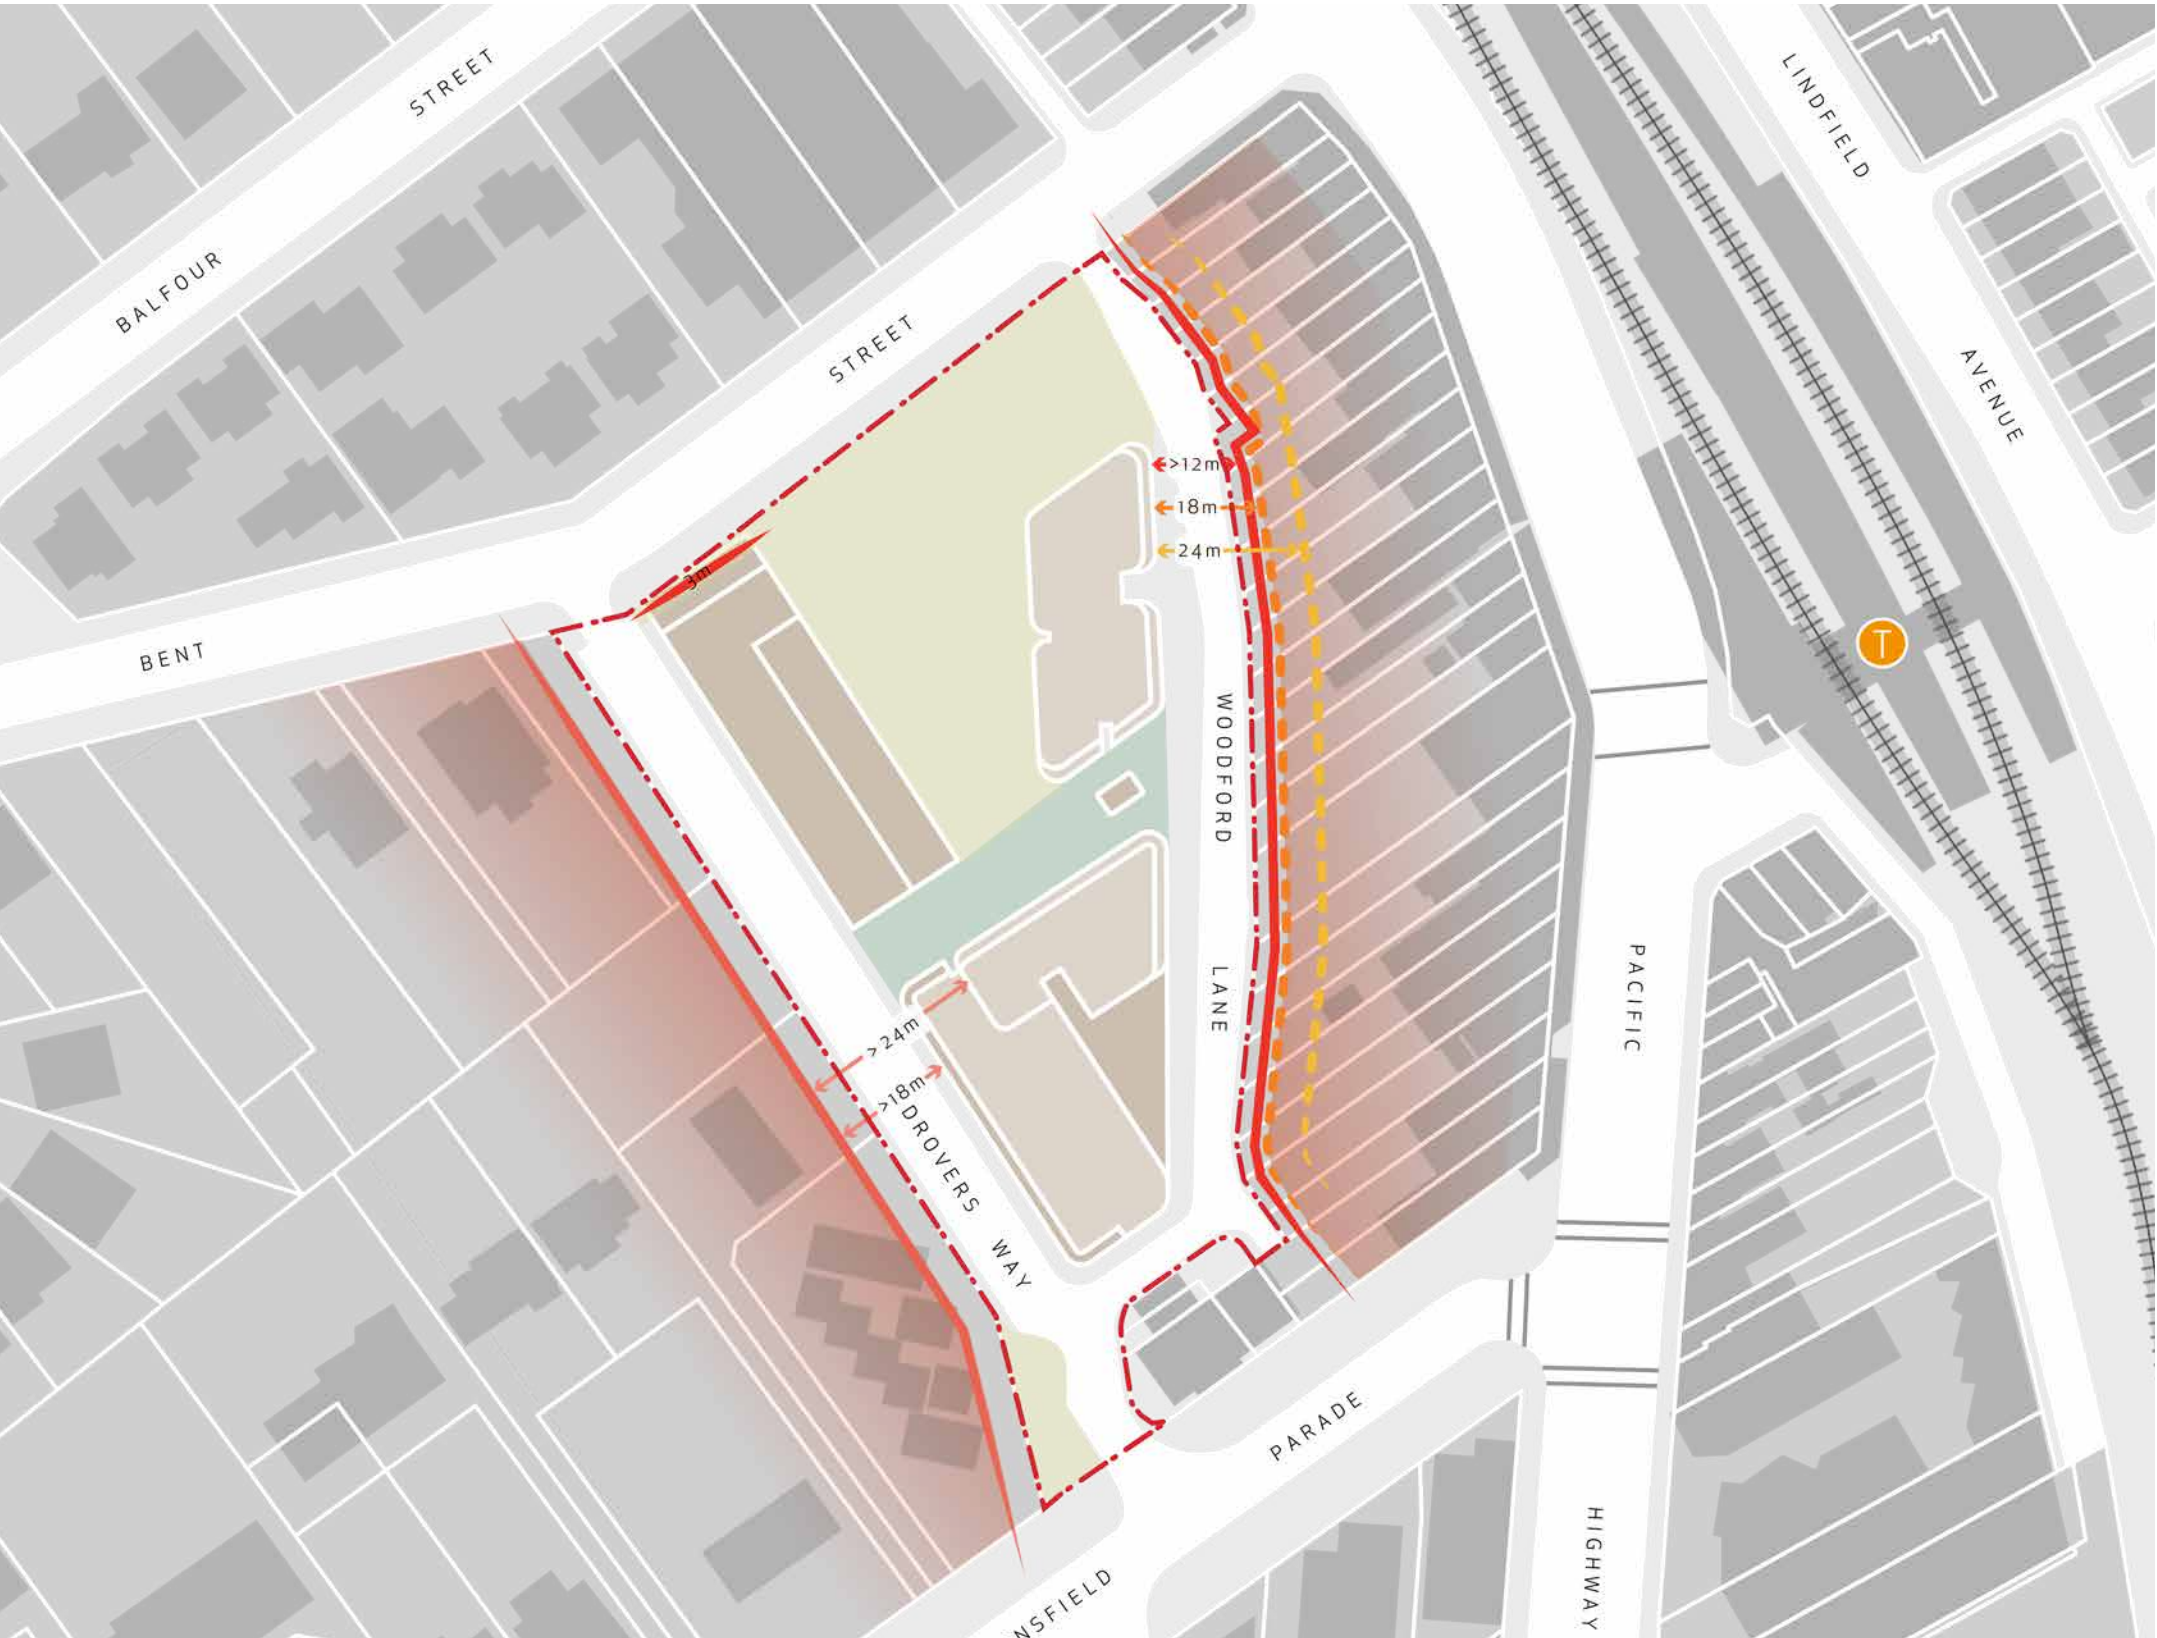 STREET
BALFOUR
LINDFIELD
AVENUE
STREET
BENT
3m
>12m
18m
24m
T
WOODFORD
LANE
PACIFIC
HIGHWAY
>24m
>18m
DROVERS
WAY
PARADE
NSFIELD